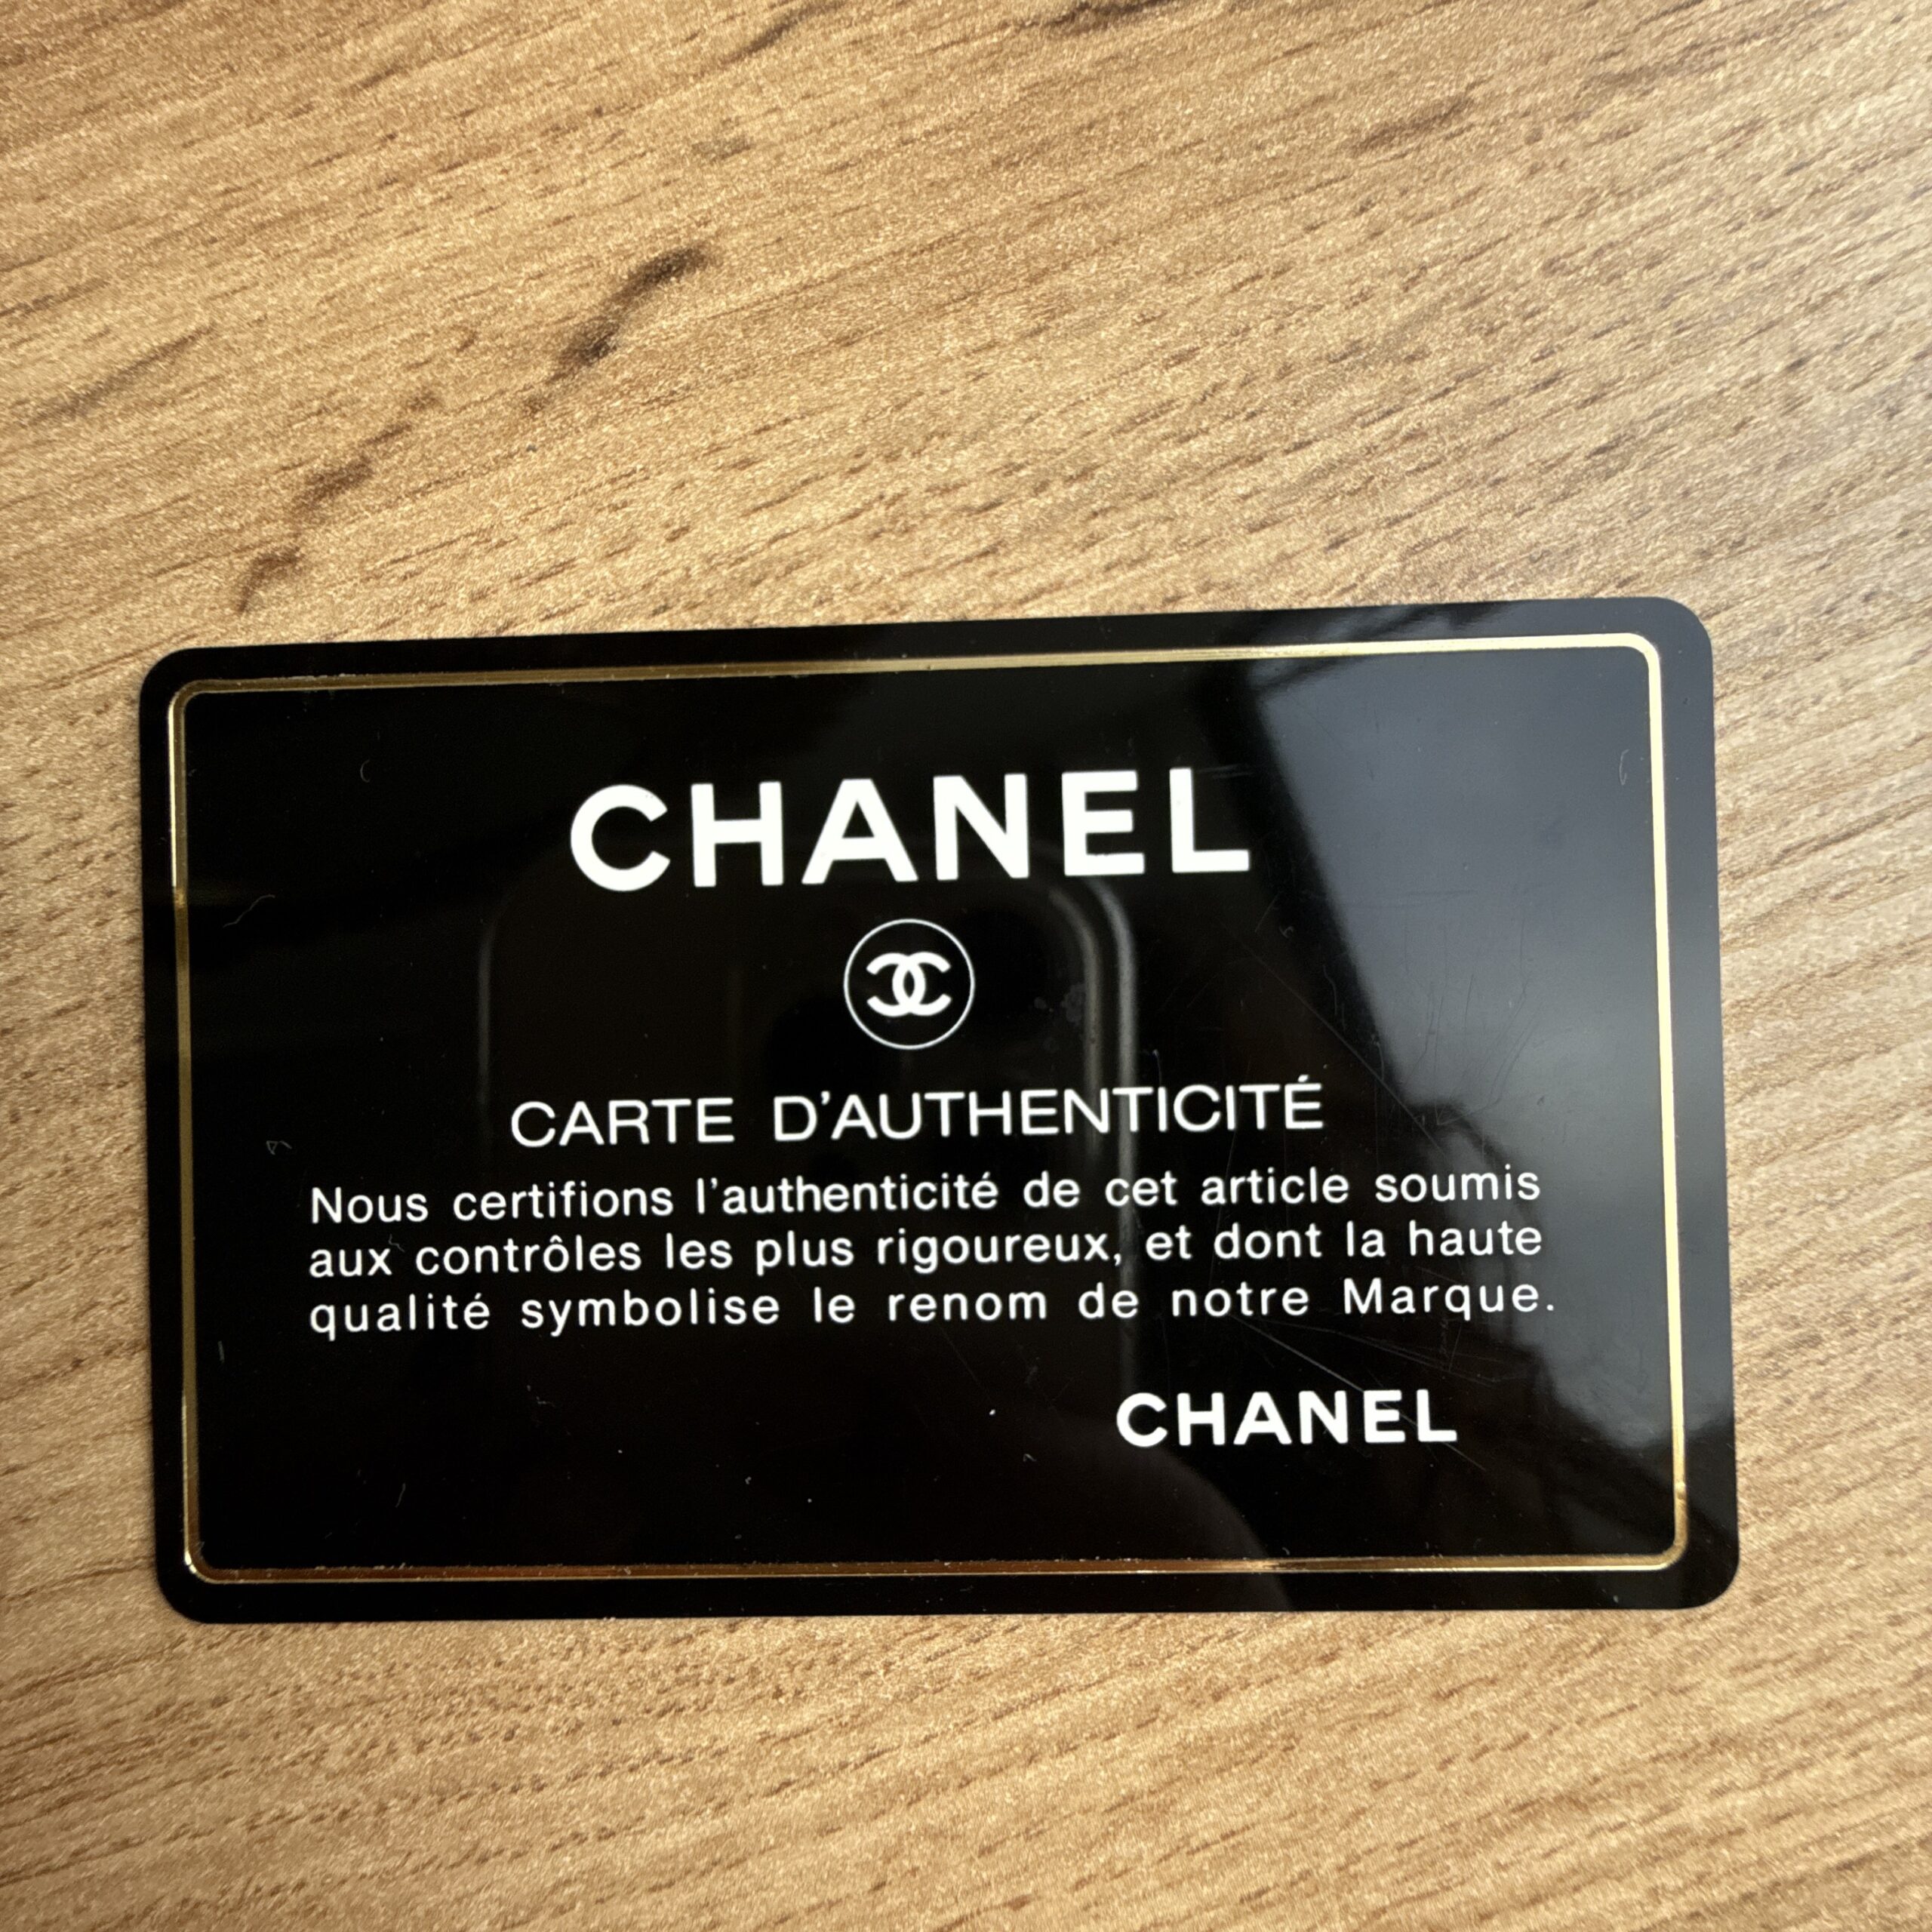 CHANEL
CARTE D'AUTHENTICITÉ
Nous certifions l'authenticité de cet article soumis
aux contrôles les plus rigoureux, et dont la haute
qualité symbolise le renom de notre Marque.
CHANEL